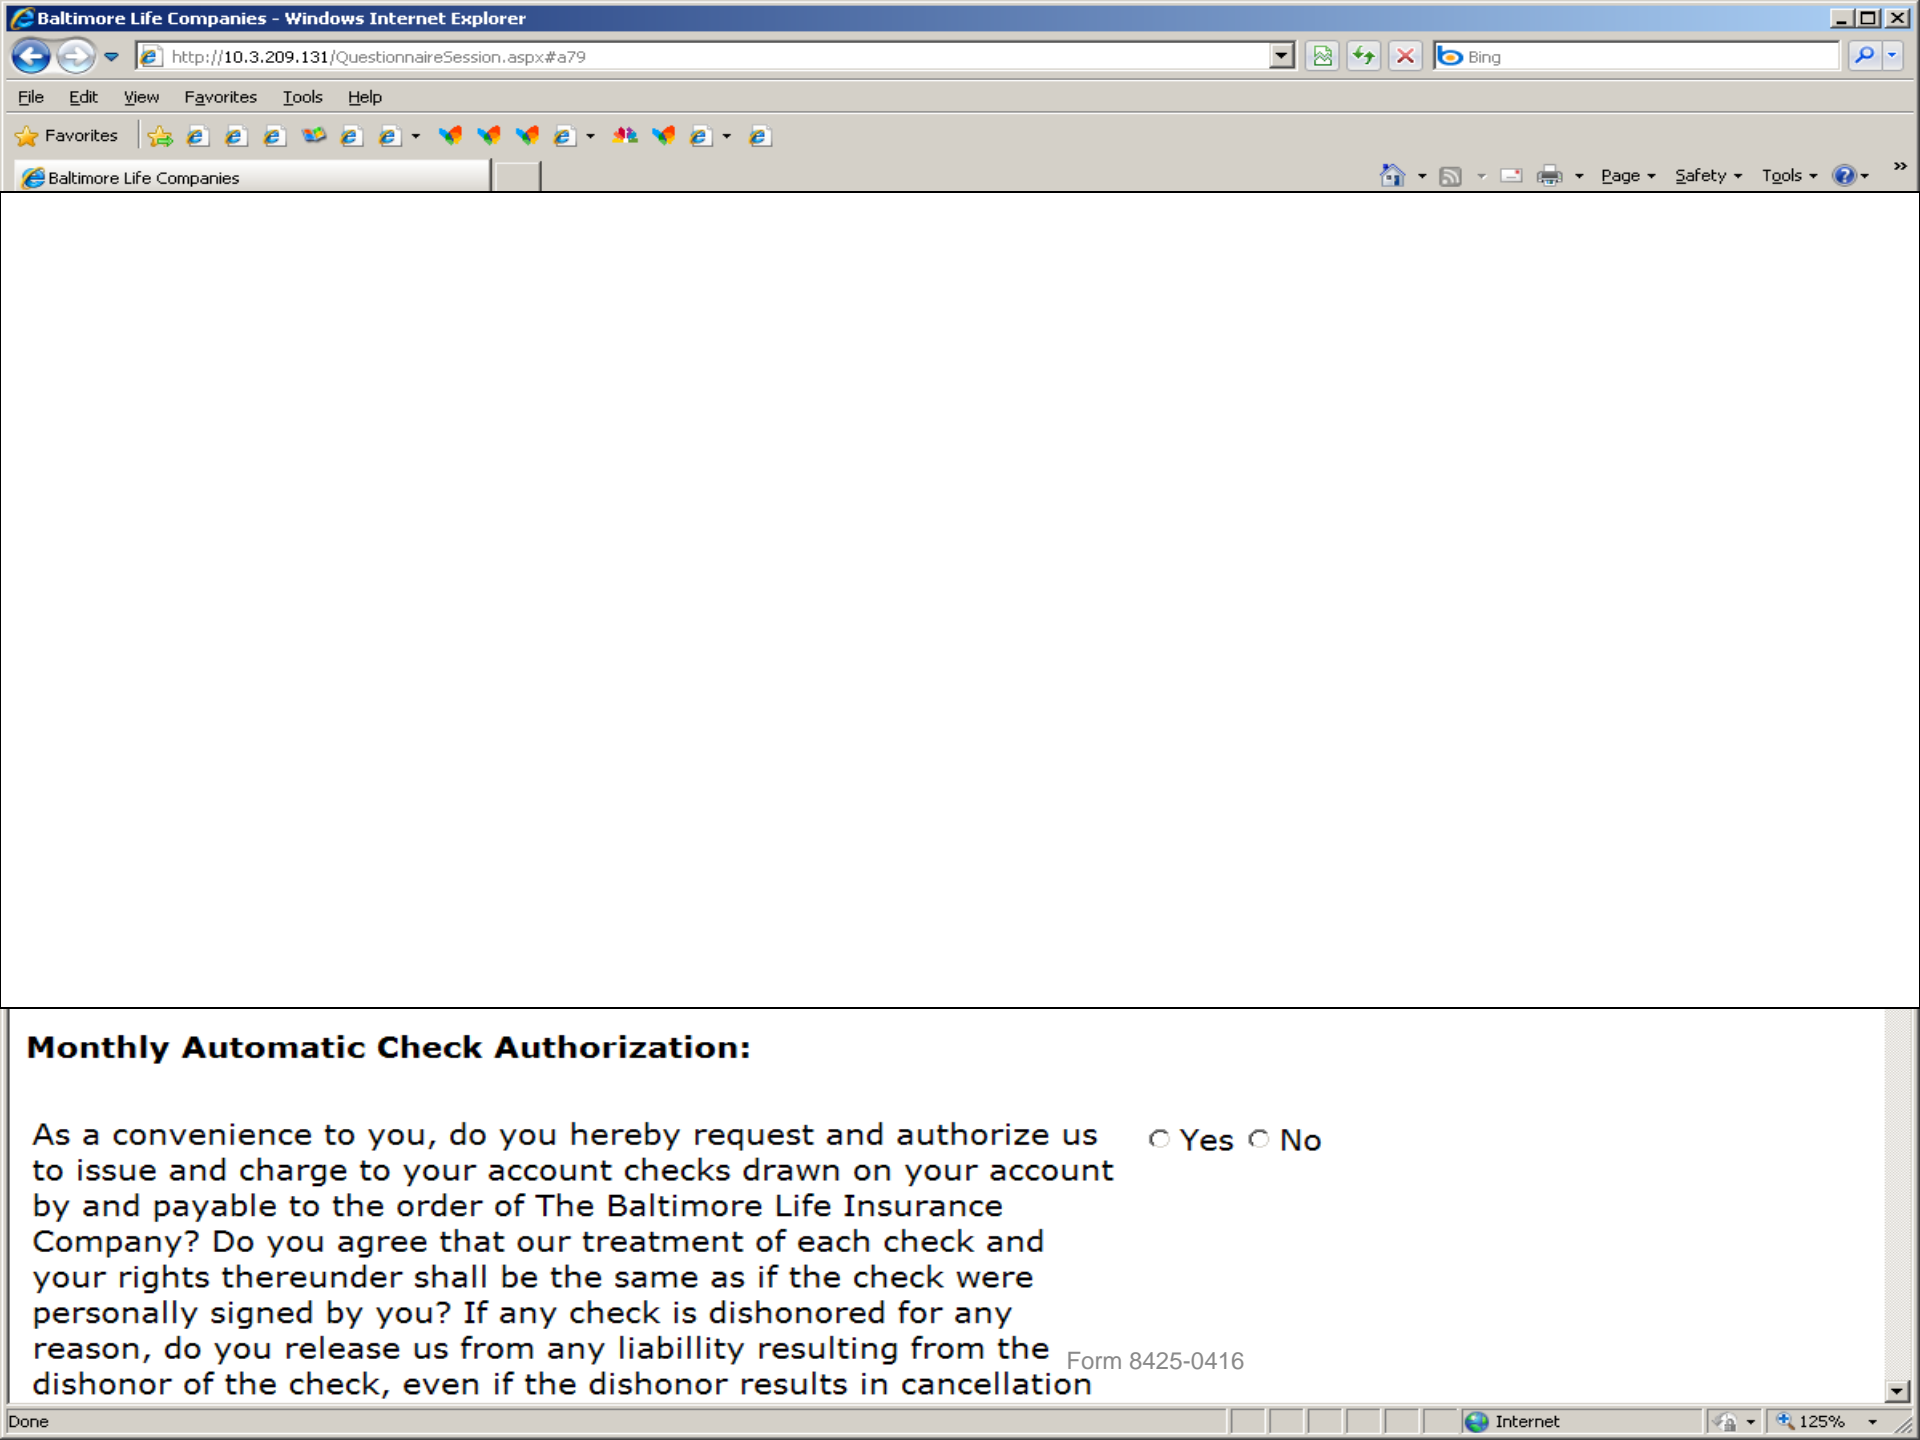 Baltimore Life Companies - Windows Internet Explorer
http://10.3.209.131/QuestionnaireSession.aspx#a79
Bing
File Edit View Favorites Tools Help
Favorites
Baltimore Life Companies
Page Safety Tools
Monthly Automatic Check Authorization:
As a convenience to you, do you hereby request and authorize us
to issue and charge to your account checks drawn on your account
by and payable to the order of The Baltimore Life Insurance
Company? Do you agree that our treatment of each check and
your rights thereunder shall be the same as if the check were
personally signed by you? If any check is dishonored for any
reason, do you release us from any liabillity resulting from the
dishonor of the check, even if the dishonor results in cancellation
Yes No
Form 8425-0416
Done
Internet
125%